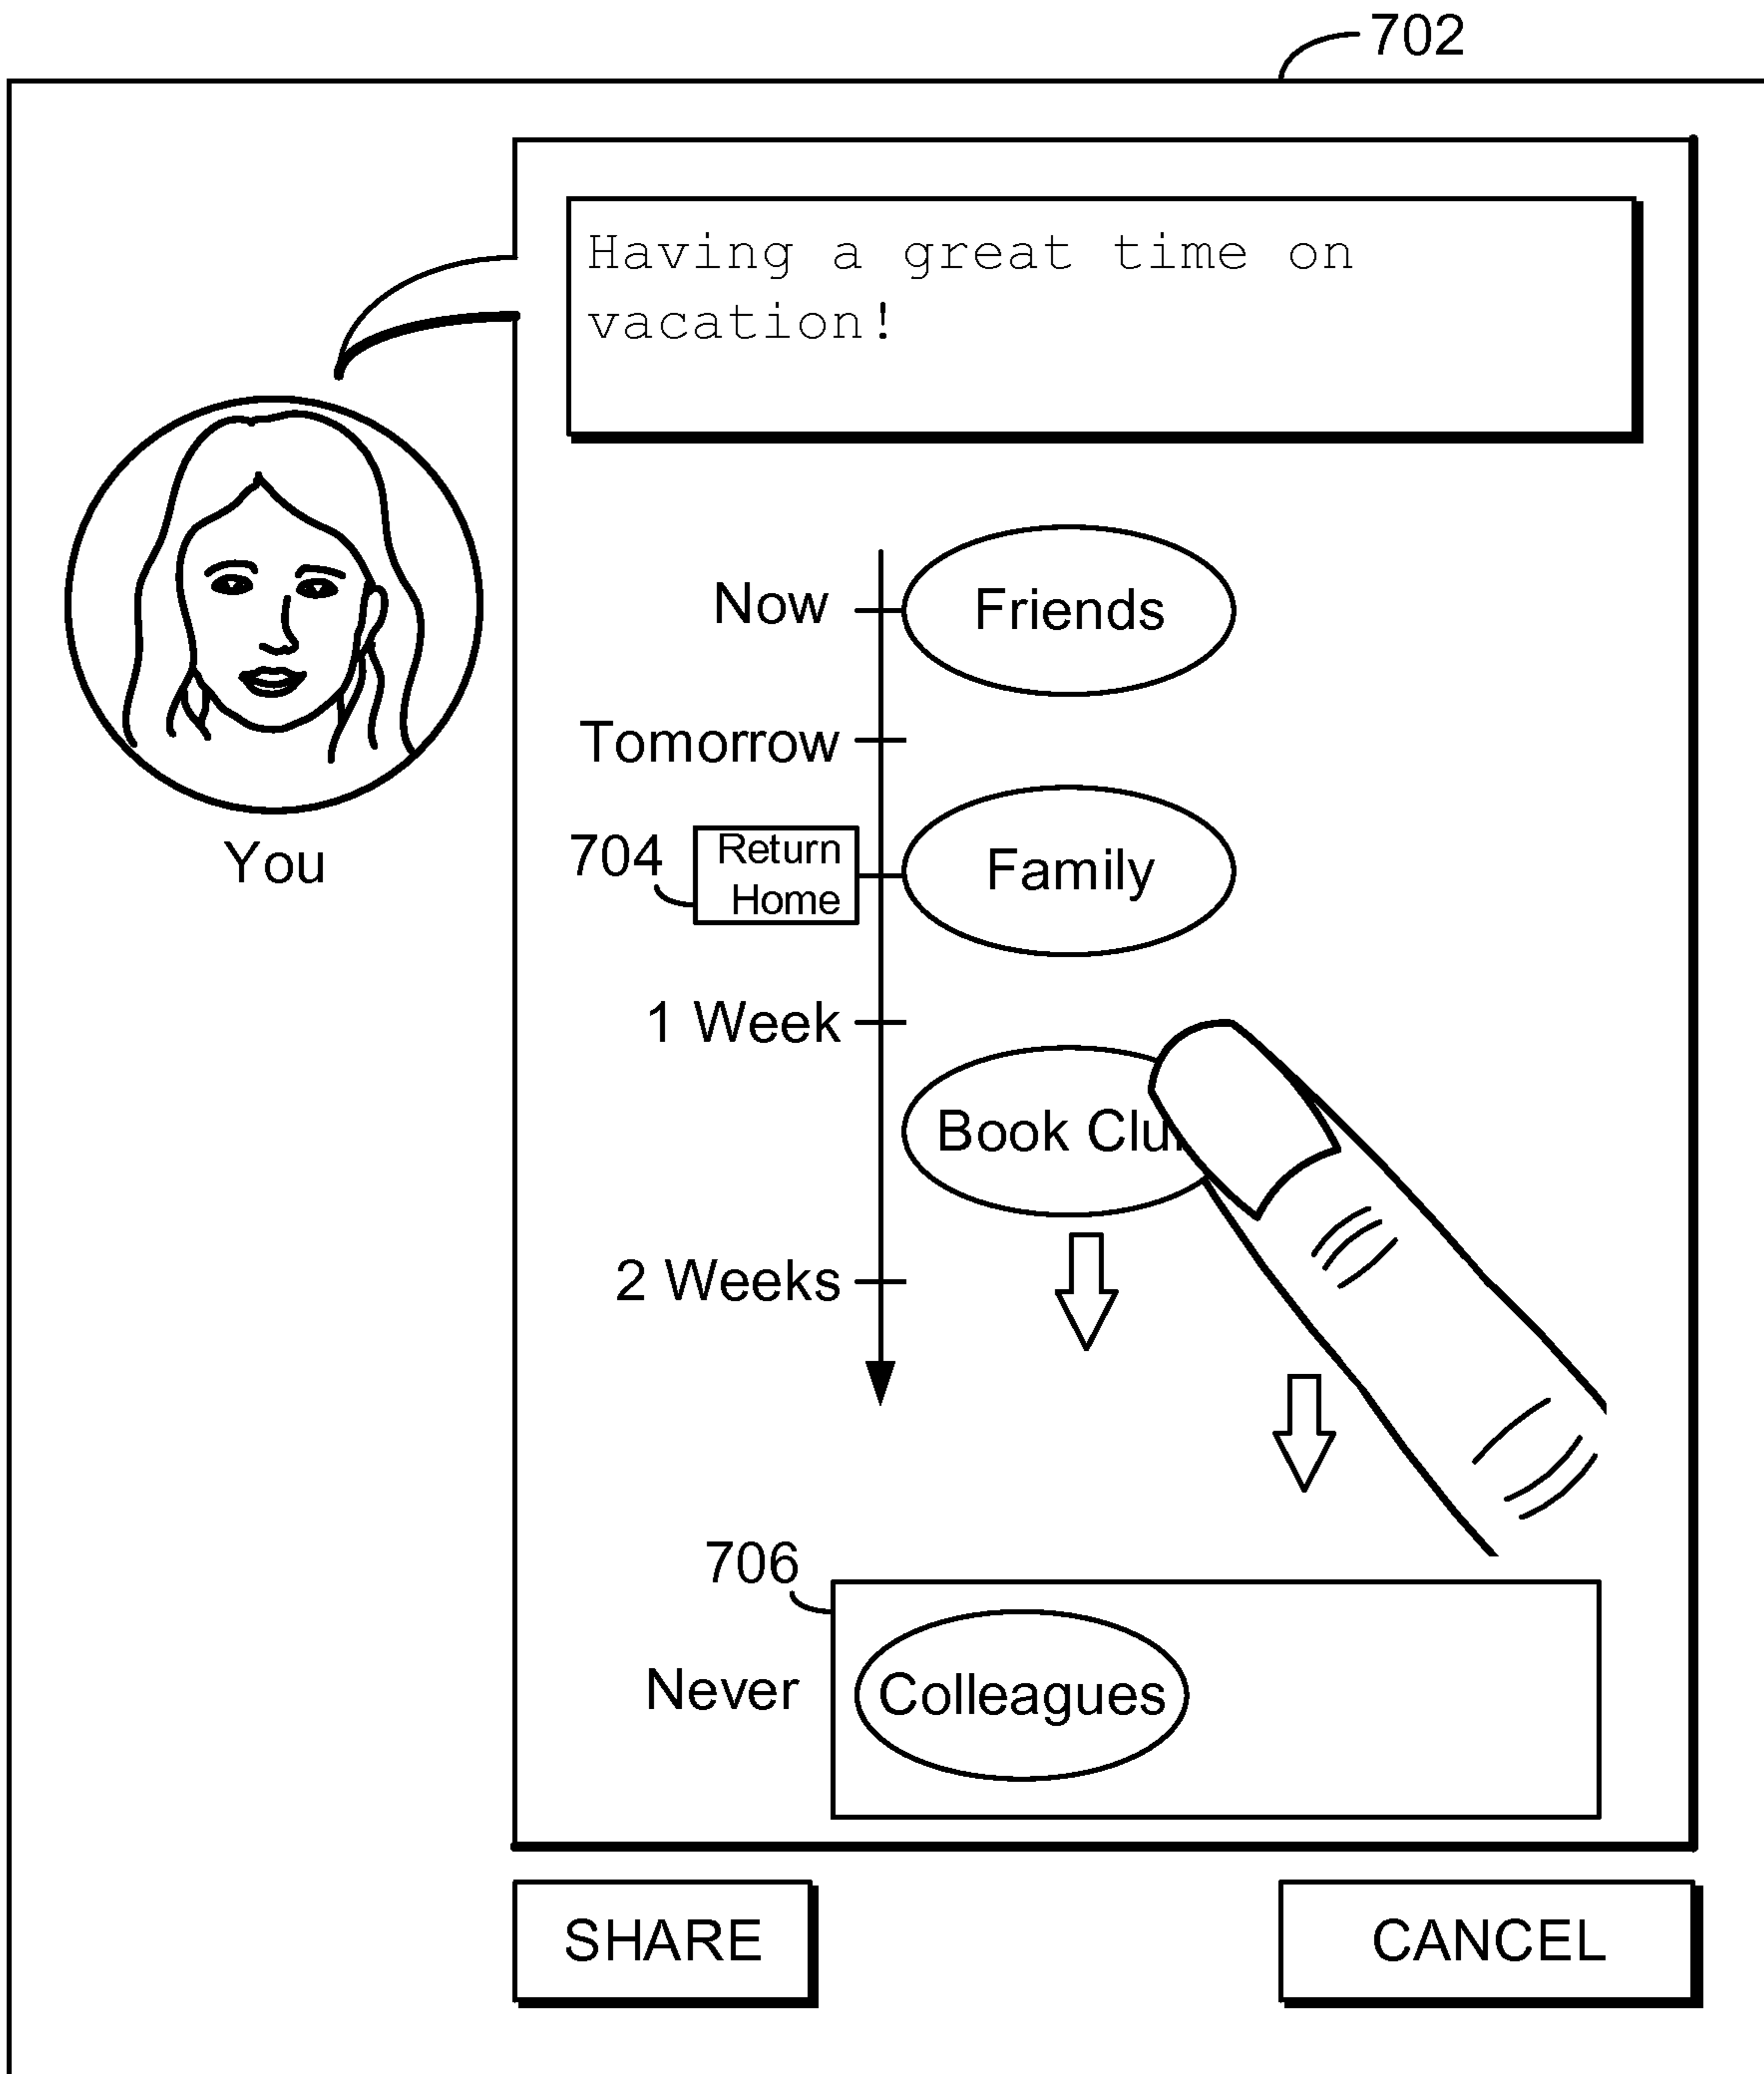 702
Having a great time on
vacation!
Now
Friends
Tomorrow
You
704
Return
Home
Family
1 Week
Book Clu
2 Weeks
706
Never
Colleagues
SHARE
CANCEL